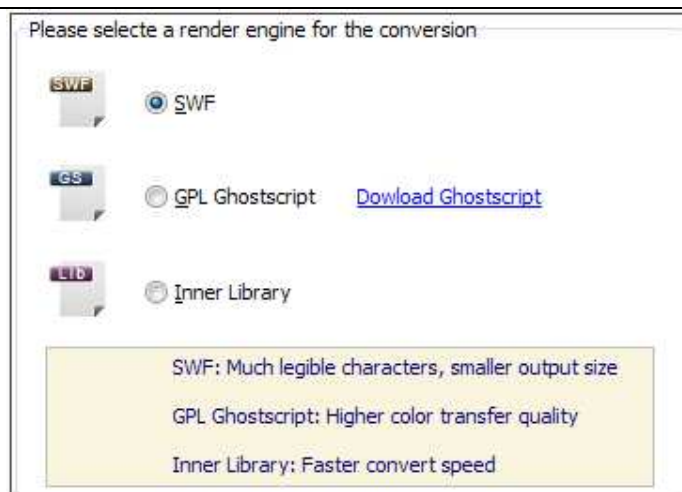 Please selecte a render engine for the conversion
SWF
SWF
GS
GPL Ghostscript Dowload Ghostscript
Lib
Inner Library
SWF: Much legible characters, smaller output size
GPL Ghostscript: Higher color transfer quality
Inner Library: Faster convert speed